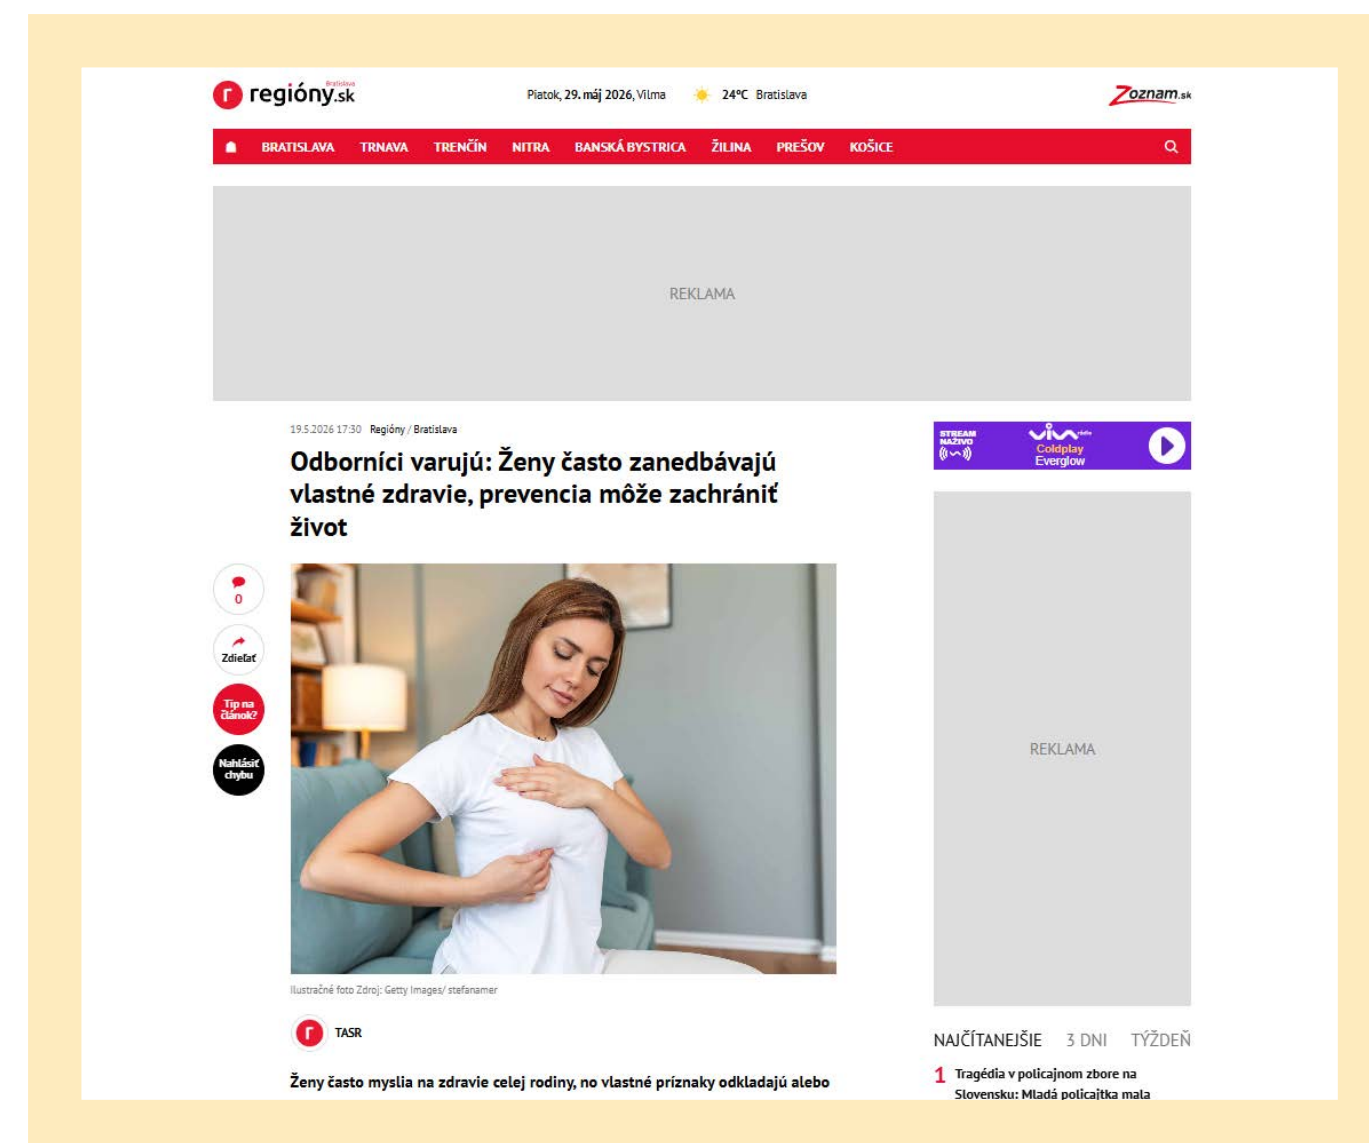 r regióny.sk
Bratislava
Piatok, 29. máj 2026, Vilma
24°C Bratislava
Zoznam.sk
BRATISLAVA TRNAVA TRENČÍN NITRA BANSKÁ BYSTRICA ŽILINA PREŠOV KOŠICE
REKLAMA
19.5.2026 17:30 Regióny / Bratislava
Odborníci varujú: Ženy často zanedbávajú
vlastné zdravie, prevencia môže zachrániť
život
0
Zdieľať
Tip na
článok?
Nahlásiť
chybu
Ilustračné foto Zdroj: Getty Images/ stefanamer
r TASR
Ženy často myslia na zdravie celej rodiny, no vlastné príznaky odkladajú alebo
STREAM
NAŽIVO
viva rádio
Coldplay
Everglow
REKLAMA
NAJČÍTANEJŠIE 3 DNI TÝŽDEŇ
1 Tragédia v policajnom zbore na
Slovensku: Mladá policajtka mala